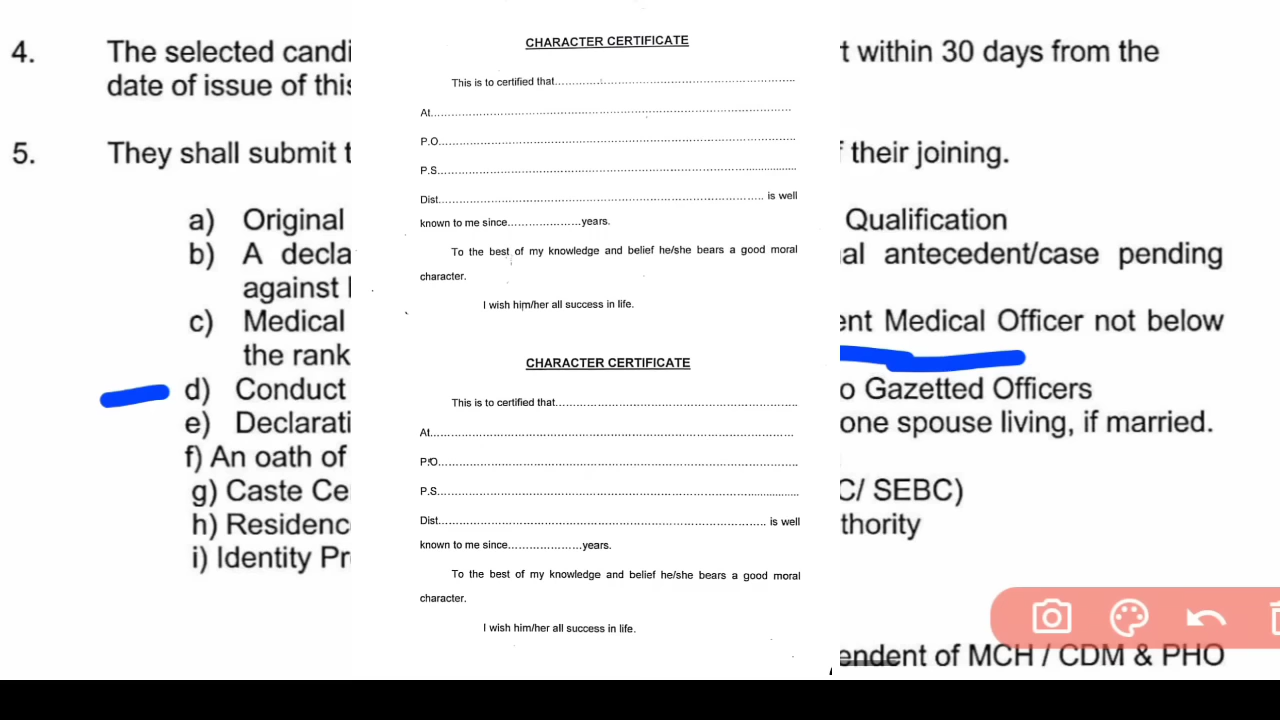 4. The selected candi t within 30 days from the
date of issue of this
5. They shall submit t f their joining.
a) Original Qualification
b) A decla al antecedent/case pending
against
c) Medical ent Medical Officer not below
the rank
d) Conduct o Gazetted Officers
e) Declarati one spouse living, if married.
f) An oath of
g) Caste Ce C/ SEBC)
h) Residenc thority
i) Identity Pr
endent of MCH / CDM & PHO
CHARACTER CERTIFICATE
This is to certified that..............................
At..............................
P.O..............................
P.S..............................
Dist.............................. is well
known to me since....................years.
To the best of my knowledge and belief he/she bears a good moral
character.
I wish him/her all success in life.
CHARACTER CERTIFICATE
This is to certified that..............................
At..............................
P.O..............................
P.S..............................
Dist.............................. is well
known to me since....................years.
To the best of my knowledge and belief he/she bears a good moral
character.
I wish him/her all success in life.